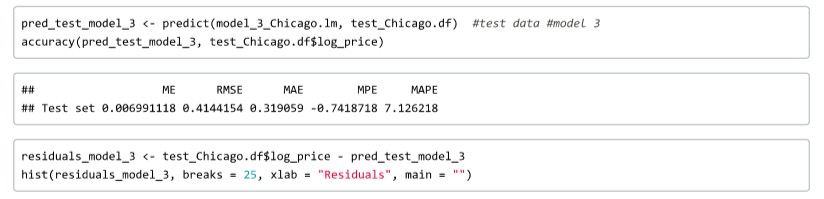 pred_test_model_3 <- predict(model_3_Chicago.lm, test_Chicago.df)  #test data #model 3
accuracy(pred_test_model_3, test_Chicago.df$log_price)
##                   ME      RMSE      MAE        MPE     MAPE
## Test set 0.006991118 0.4144154 0.319059 -0.7418718 7.126218
residuals_model_3 <- test_Chicago.df$log_price - pred_test_model_3
hist(residuals_model_3, breaks = 25, xlab = "Residuals", main = "")